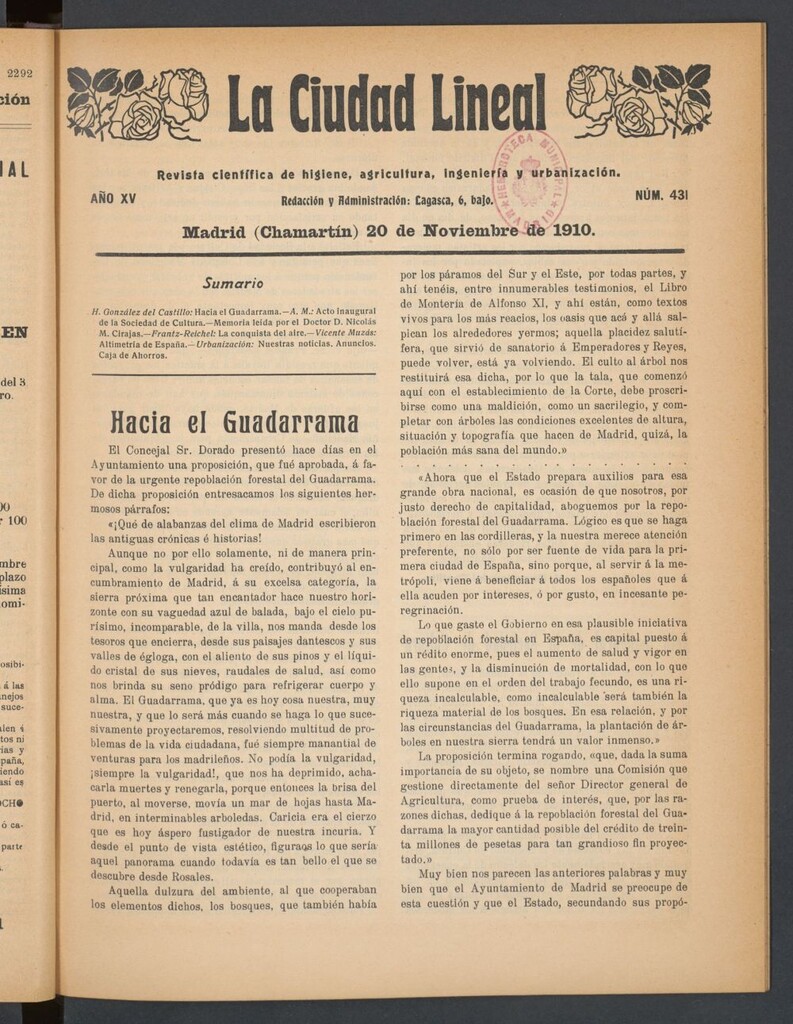 2292
ción
IAL
EN
del 3
ro.
00
r 100
mbre
plazo
ísima
omi-
osibi-
á las
anejos
suce-
alen á
tos ni
rías y
paña,
iendo
así es
OCHO
ó ca-
parte
La Ciudad Lineal
HEMEROTECA MUNICIPAL
MADRID
Revista científica de higiene, agricultura, ingeniería y urbanización.
AÑO XV Redacción y Administración: Lagasca, 6, bajo. NÚM. 431
Madrid (Chamartín) 20 de Noviembre de 1910.
Sumario
H. González del Castillo: Hacia el Guadarrama.—A. M.: Acto inaugural
de la Sociedad de Cultura.—Memoria leída por el Doctor D. Nicolás
M. Cirajas.—Frantz-Reichel: La conquista del aire.—Vicente Muzás:
Altimetría de España.—Urbanización: Nuestras noticias. Anuncios.
Caja de Ahorros.
Hacia el Guadarrama
El Concejal Sr. Dorado presentó hace días en el
Ayuntamiento una proposición, que fué aprobada, á fa-
vor de la urgente repoblación forestal del Guadarrama.
De dicha proposición entresacamos los siguientes her-
mosos párrafos:
«¡Qué de alabanzas del clima de Madrid escribieron
las antiguas crónicas é historias!
Aunque no por ello solamente, ni de manera prin-
cipal, como la vulgaridad ha creído, contribuyó al en-
cumbramiento de Madrid, á su excelsa categoría, la
sierra próxima que tan encantador hace nuestro hori-
zonte con su vaguedad azul de balada, bajo el cielo pu-
rísimo, incomparable, de la villa, nos manda desde los
tesoros que encierra, desde sus paisajes dantescos y sus
valles de égloga, con el aliento de sus pinos y el líqui-
do cristal de sus nieves, raudales de salud, así como
nos brinda su seno pródigo para refrigerar cuerpo y
alma. El Guadarrama, que ya es hoy cosa nuestra, muy
nuestra, y que lo será más cuando se haga lo que suce-
sivamente proyectaremos, resolviendo multitud de pro-
blemas de la vida ciudadana, fué siempre manantial de
venturas para los madrileños. No podía la vulgaridad,
¡siempre la vulgaridad!, que nos ha deprimido, acha-
carla muertes y renegarla, porque entonces la brisa del
puerto, al moverse, movía un mar de hojas hasta Ma-
drid, en interminables arboledas. Caricia era el cierzo
que es hoy áspero fustigador de nuestra incuria. Y
desde el punto de vista estético, figuraos lo que sería
aquel panorama cuando todavía es tan bello el que se
descubre desde Rosales.
Aquella dulzura del ambiente, al que cooperaban
los elementos dichos, los bosques, que también había
por los páramos del Sur y el Este, por todas partes, y
ahí tenéis, entre innumerables testimonios, el Libro
de Montería de Alfonso XI, y ahí están, como textos
vivos para los más reacios, los oasis que acá y allá sal-
pican los alrededores yermos; aquella placidez salutí-
fera, que sirvió de sanatorio á Emperadores y Reyes,
puede volver, está ya volviendo. El culto al árbol nos
restituirá esa dicha, por lo que la tala, que comenzó
aquí con el establecimiento de la Corte, debe proscri-
birse como una maldición, como un sacrilegio, y com-
pletar con árboles las condiciones excelentes de altura,
situación y topografía que hacen de Madrid, quizá, la
población más sana del mundo.»
. . . . . . . . . . . . . . . .
«Ahora que el Estado prepara auxilios para esa
grande obra nacional, es ocasión de que nosotros, por
justo derecho de capitalidad, aboguemos por la repo-
blación forestal del Guadarrama. Lógico es que se haga
primero en las cordilleras, y la nuestra merece atención
preferente, no sólo por ser fuente de vida para la pri-
mera ciudad de España, sino porque, al servir á la me-
trópoli, viene á beneficiar á todos los españoles que á
ella acuden por intereses, ó por gusto, en incesante pe-
regrinación.
Lo que gaste el Gobierno en esa plausible iniciativa
de repoblación forestal en España, es capital puesto á
un rédito enorme, pues el aumento de salud y vigor en
las gentes, y la disminución de mortalidad, con lo que
ello supone en el orden del trabajo fecundo, es una ri-
queza incalculable, como incalculable será también la
riqueza material de los bosques. En esa relación, y por
las circunstancias del Guadarrama, la plantación de ár-
boles en nuestra sierra tendrá un valor inmenso.»
La proposición termina rogando, «que, dada la suma
importancia de su objeto, se nombre una Comisión que
gestione directamente del señor Director general de
Agricultura, como prueba de interés, que, por las ra-
zones dichas, dedique á la repoblación forestal del Gua-
darrama la mayor cantidad posible del crédito de trein-
ta millones de pesetas para tan grandioso fin proyec-
tado.»
Muy bien nos parecen las anteriores palabras y muy
bien que el Ayuntamiento de Madrid se preocupe de
esta cuestión y que el Estado, secundando sus propó-